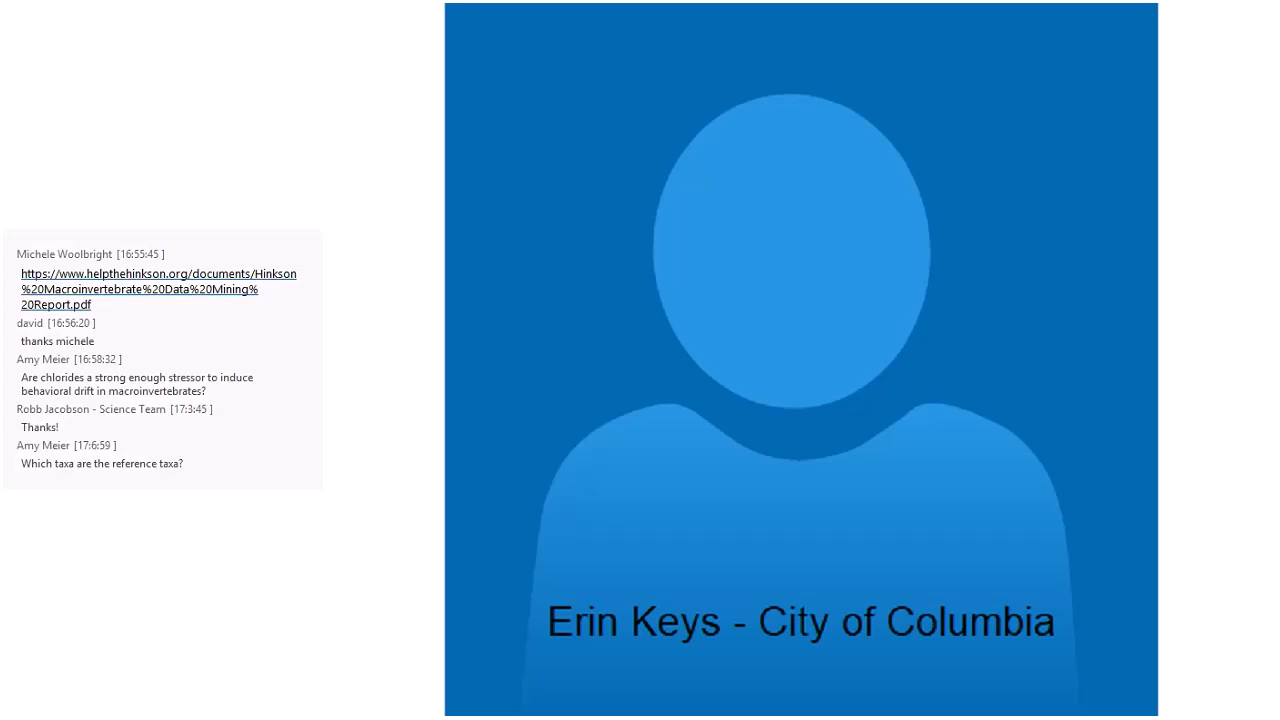 Michele Woolbright [16:55:45 ]
https://www.helpthehinkson.org/documents/Hinkson
%20Macroinvertebrate%20Data%20Mining%
20Report.pdf
david [16:56:20 ]
thanks michele
Amy Meier [16:58:32 ]
Are chlorides a strong enough stressor to induce
behavioral drift in macroinvertebrates?
Robb Jacobson - Science Team [17:3:45 ]
Thanks!
Amy Meier [17:6:59 ]
Which taxa are the reference taxa?
Erin Keys - City of Columbia